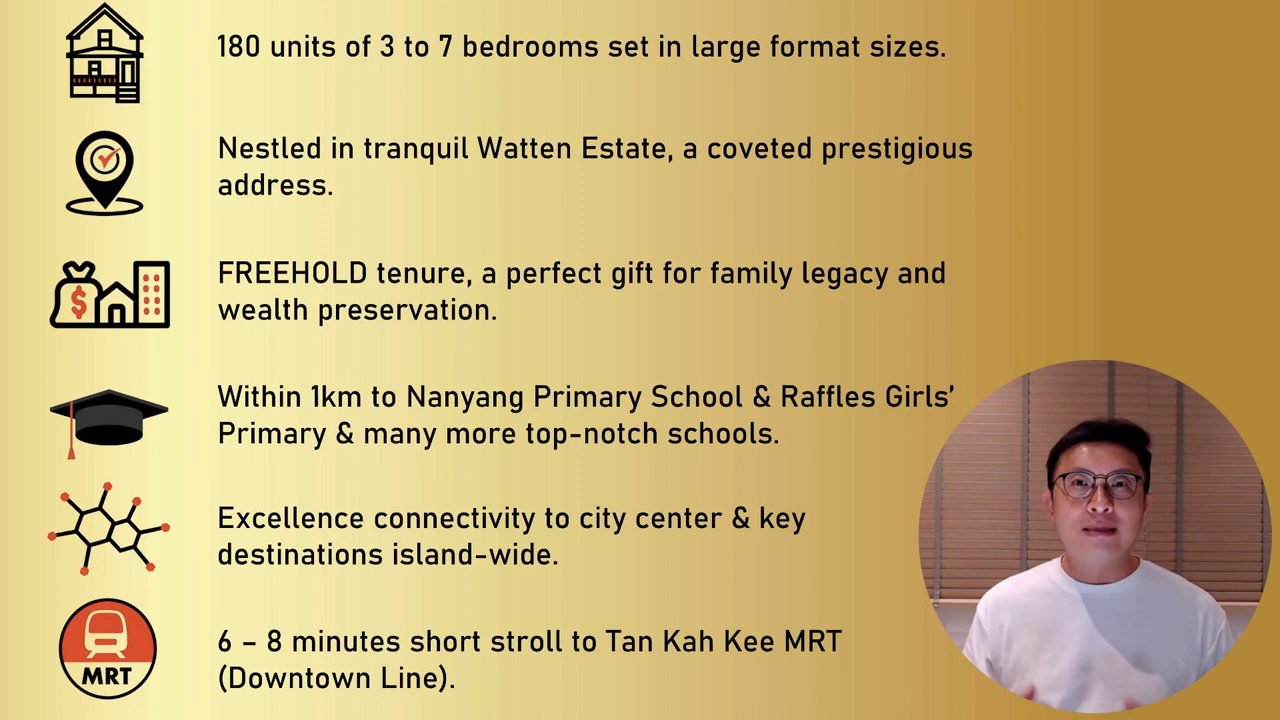 180 units of 3 to 7 bedrooms set in large format sizes.
Nestled in tranquil Watten Estate, a coveted prestigious
address.
$
FREEHOLD tenure, a perfect gift for family legacy and
wealth preservation.
Within 1km to Nanyang Primary School & Raffles Girls’
Primary & many more top-notch schools.
Excellence connectivity to city center & key
destinations island-wide.
MRT
6 – 8 minutes short stroll to Tan Kah Kee MRT
(Downtown Line).